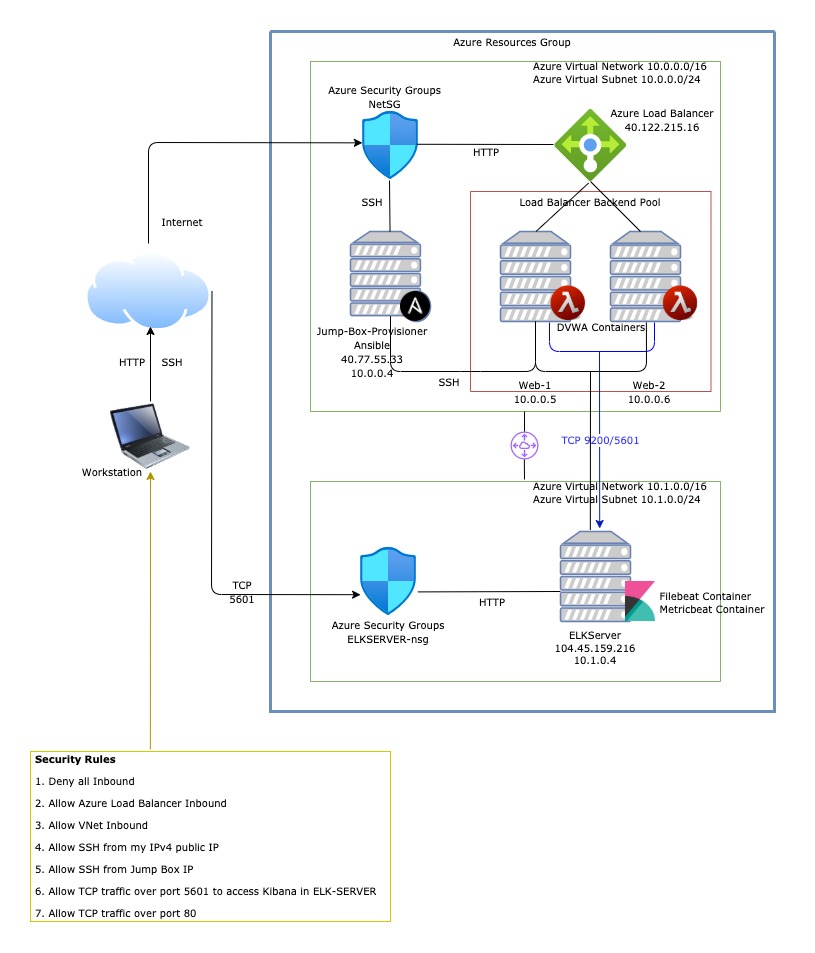 Azure Resources Group
Azure Virtual Network 10.0.0.0/16
Azure Virtual Subnet 10.0.0.0/24
Azure Security Groups
NetSG
Azure Load Balancer
40.122.215.16
HTTP
SSH
Load Balancer Backend Pool
Internet
DVWA Containers
Jump-Box-Provisioner
Ansible
40.77.55.33
10.0.0.4
HTTP
SSH
SSH
Web-1
10.0.0.5
Web-2
10.0.0.6
TCP 9200/5601
Workstation
Azure Virtual Network 10.1.0.0/16
Azure Virtual Subnet 10.1.0.0/24
TCP
5601
HTTP
Filebeat Container
Metricbeat Container
Azure Security Groups
ELKSERVER-nsg
ELKServer
104.45.159.216
10.1.0.4
Security Rules
1. Deny all Inbound
2. Allow Azure Load Balancer Inbound
3. Allow VNet Inbound
4. Allow SSH from my IPv4 public IP
5. Allow SSH from Jump Box IP
6. Allow TCP traffic over port 5601 to access Kibana in ELK-SERVER
7. Allow TCP traffic over port 80